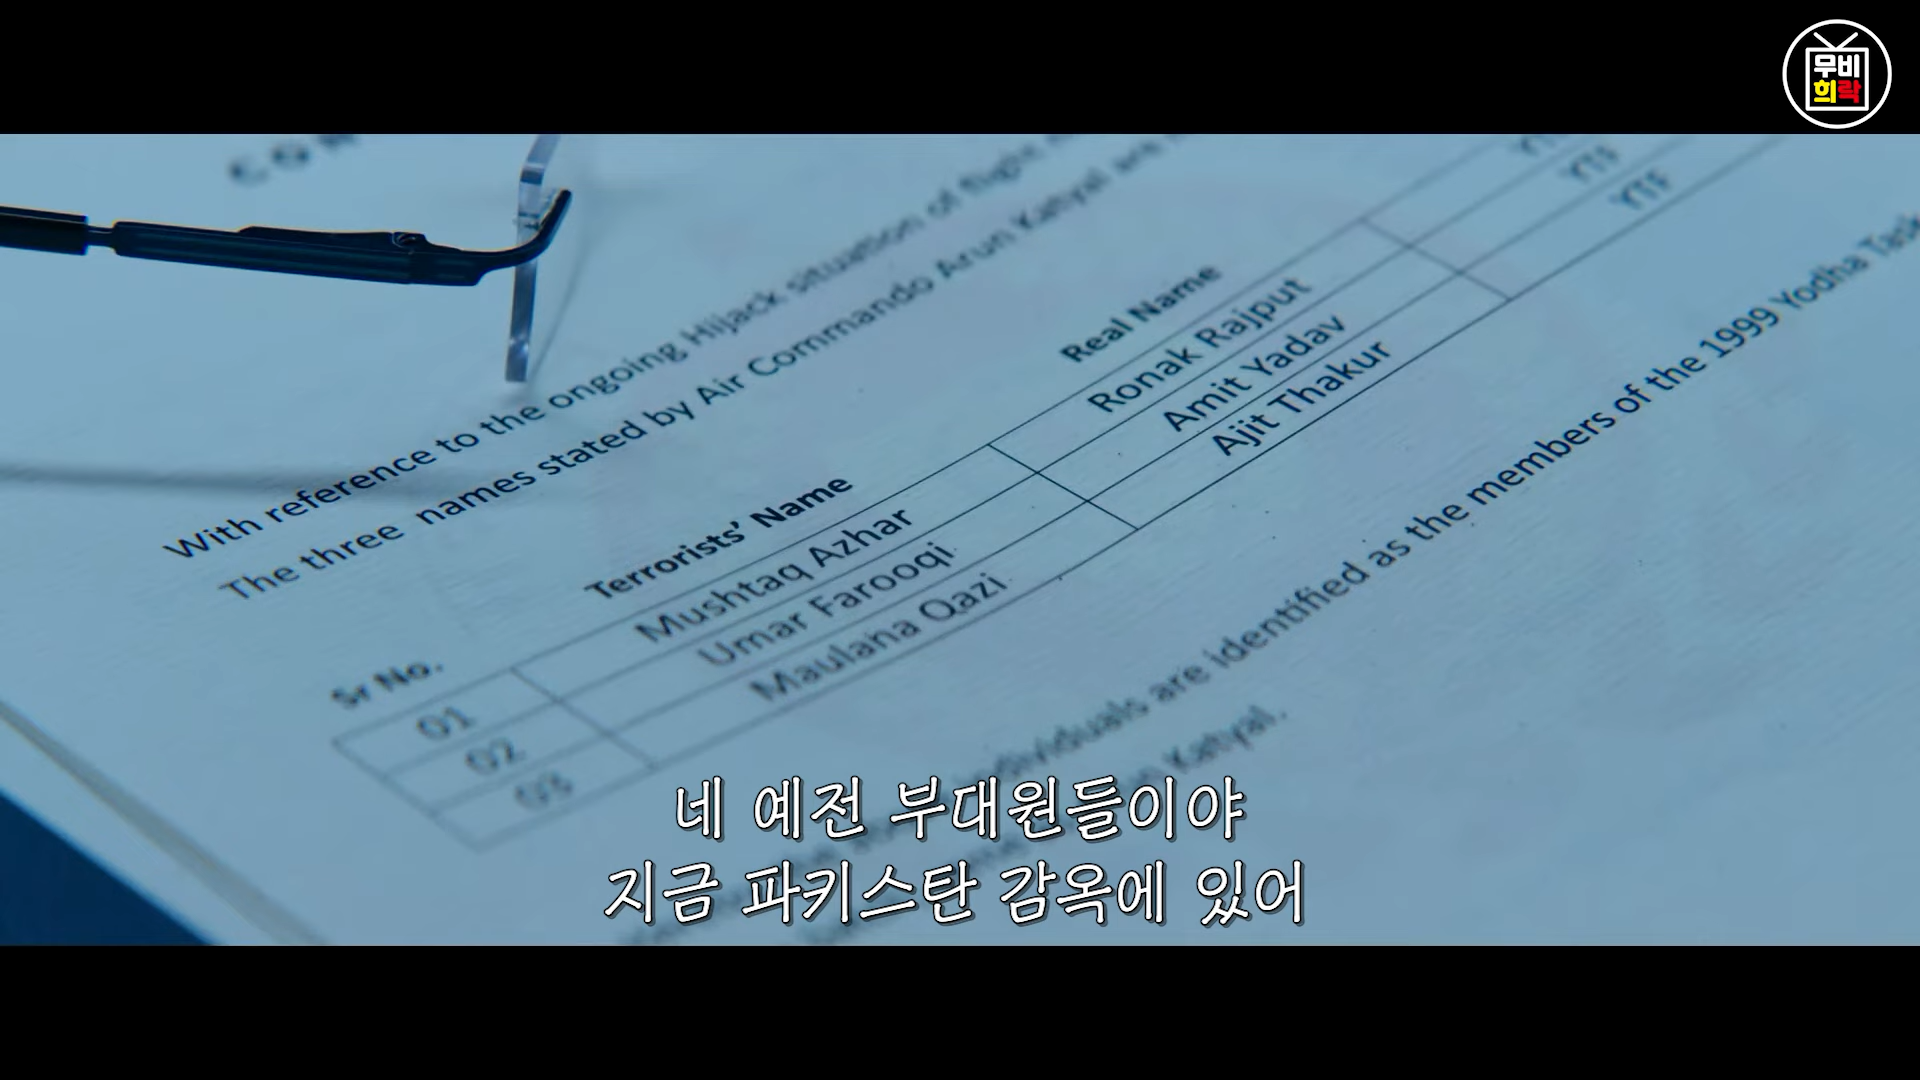 무비
희락
With reference to the ongoing Hijack situation of flight
The three names stated by Air Commando Arun Katyal are
Sr No. Terrorists' Name Real Name
YTF
01 Mushtaq Azhar Ronak Rajput YTF
02 Umar Farooqi Amit Yadav YTF
03 Maulana Qazi Ajit Thakur
individuals are identified as the members of the 1999 Yodha Task
Katyal.
네 예전 부대원들이야
지금 파키스탄 감옥에 있어